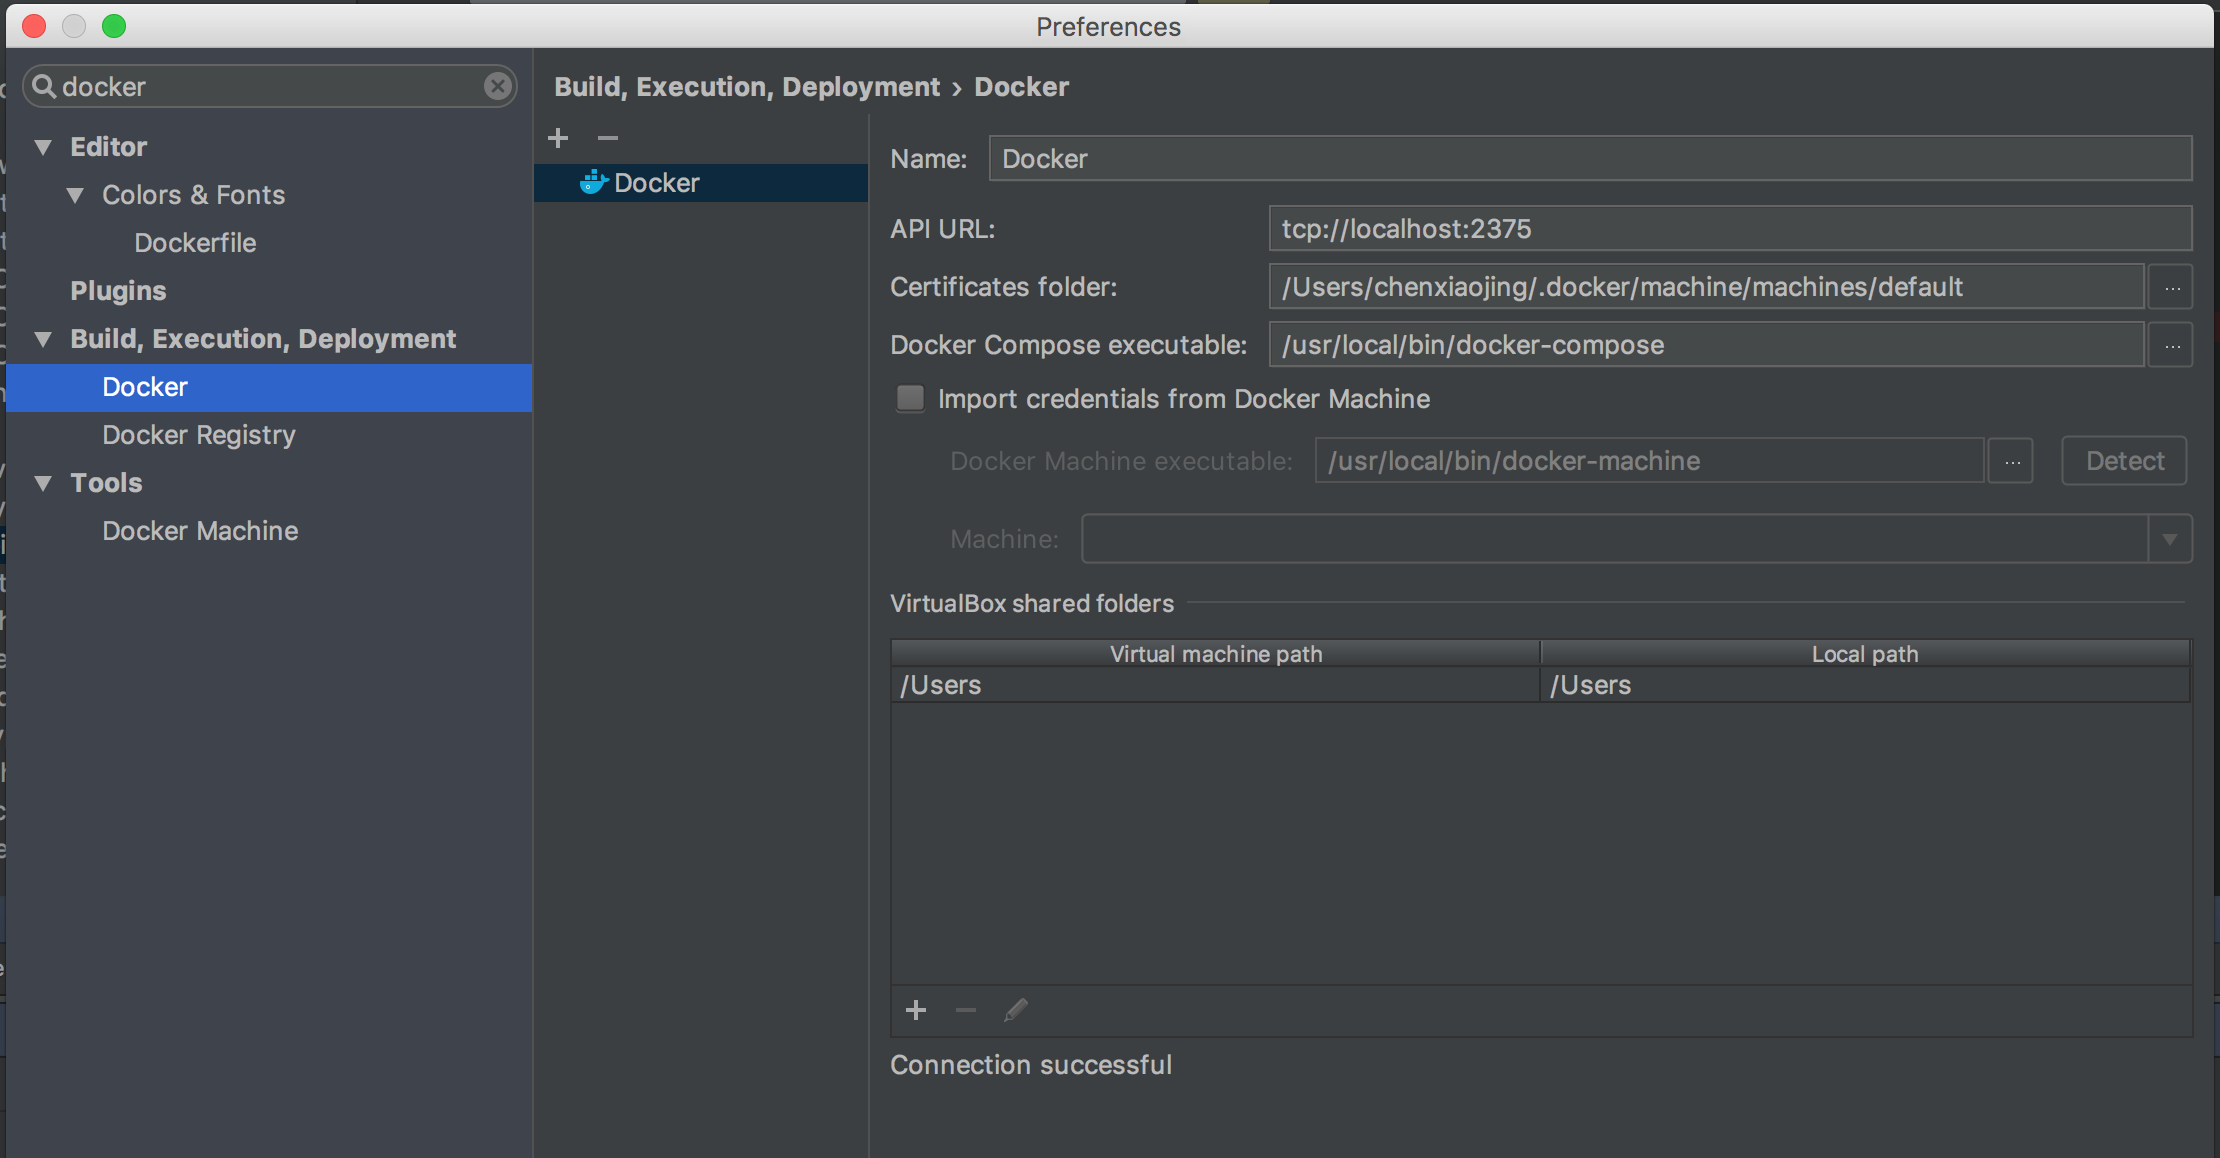 Preferences
docker
Editor
Colors & Fonts
Dockerfile
Plugins
Build, Execution, Deployment
Docker
Docker Registry
Tools
Docker Machine
Build, Execution, Deployment › Docker
Docker
Name: Docker
API URL: tcp://localhost:2375
Certificates folder: /Users/chenxiaojing/.docker/machine/machines/default ...
Docker Compose executable: /usr/local/bin/docker-compose ...
Import credentials from Docker Machine
Docker Machine executable: /usr/local/bin/docker-machine ... Detect
Machine:
VirtualBox shared folders
Virtual machine path Local path
/Users /Users
Connection successful